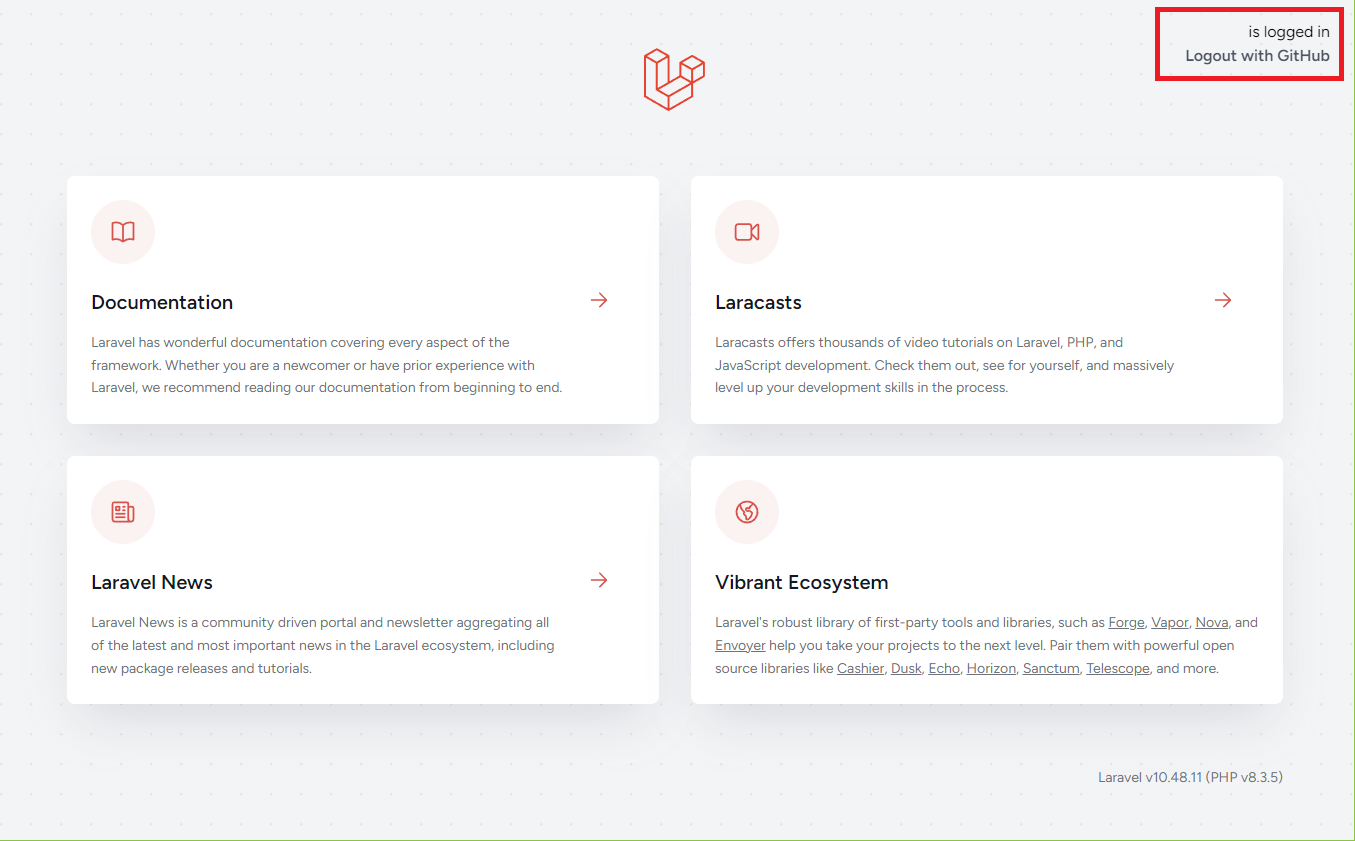 is logged in
Logout with GitHub
Documentation
Laravel has wonderful documentation covering every aspect of the
framework. Whether you are a newcomer or have prior experience with
Laravel, we recommend reading our documentation from beginning to end.
Laracasts
Laracasts offers thousands of video tutorials on Laravel, PHP, and
JavaScript development. Check them out, see for yourself, and massively
level up your development skills in the process.
Laravel News
Laravel News is a community driven portal and newsletter aggregating all
of the latest and most important news in the Laravel ecosystem, including
new package releases and tutorials.
Vibrant Ecosystem
Laravel's robust library of first-party tools and libraries, such as Forge, Vapor, Nova, and
Envoyer help you take your projects to the next level. Pair them with powerful open
source libraries like Cashier, Dusk, Echo, Horizon, Sanctum, Telescope, and more.
Laravel v10.48.11 (PHP v8.3.5)